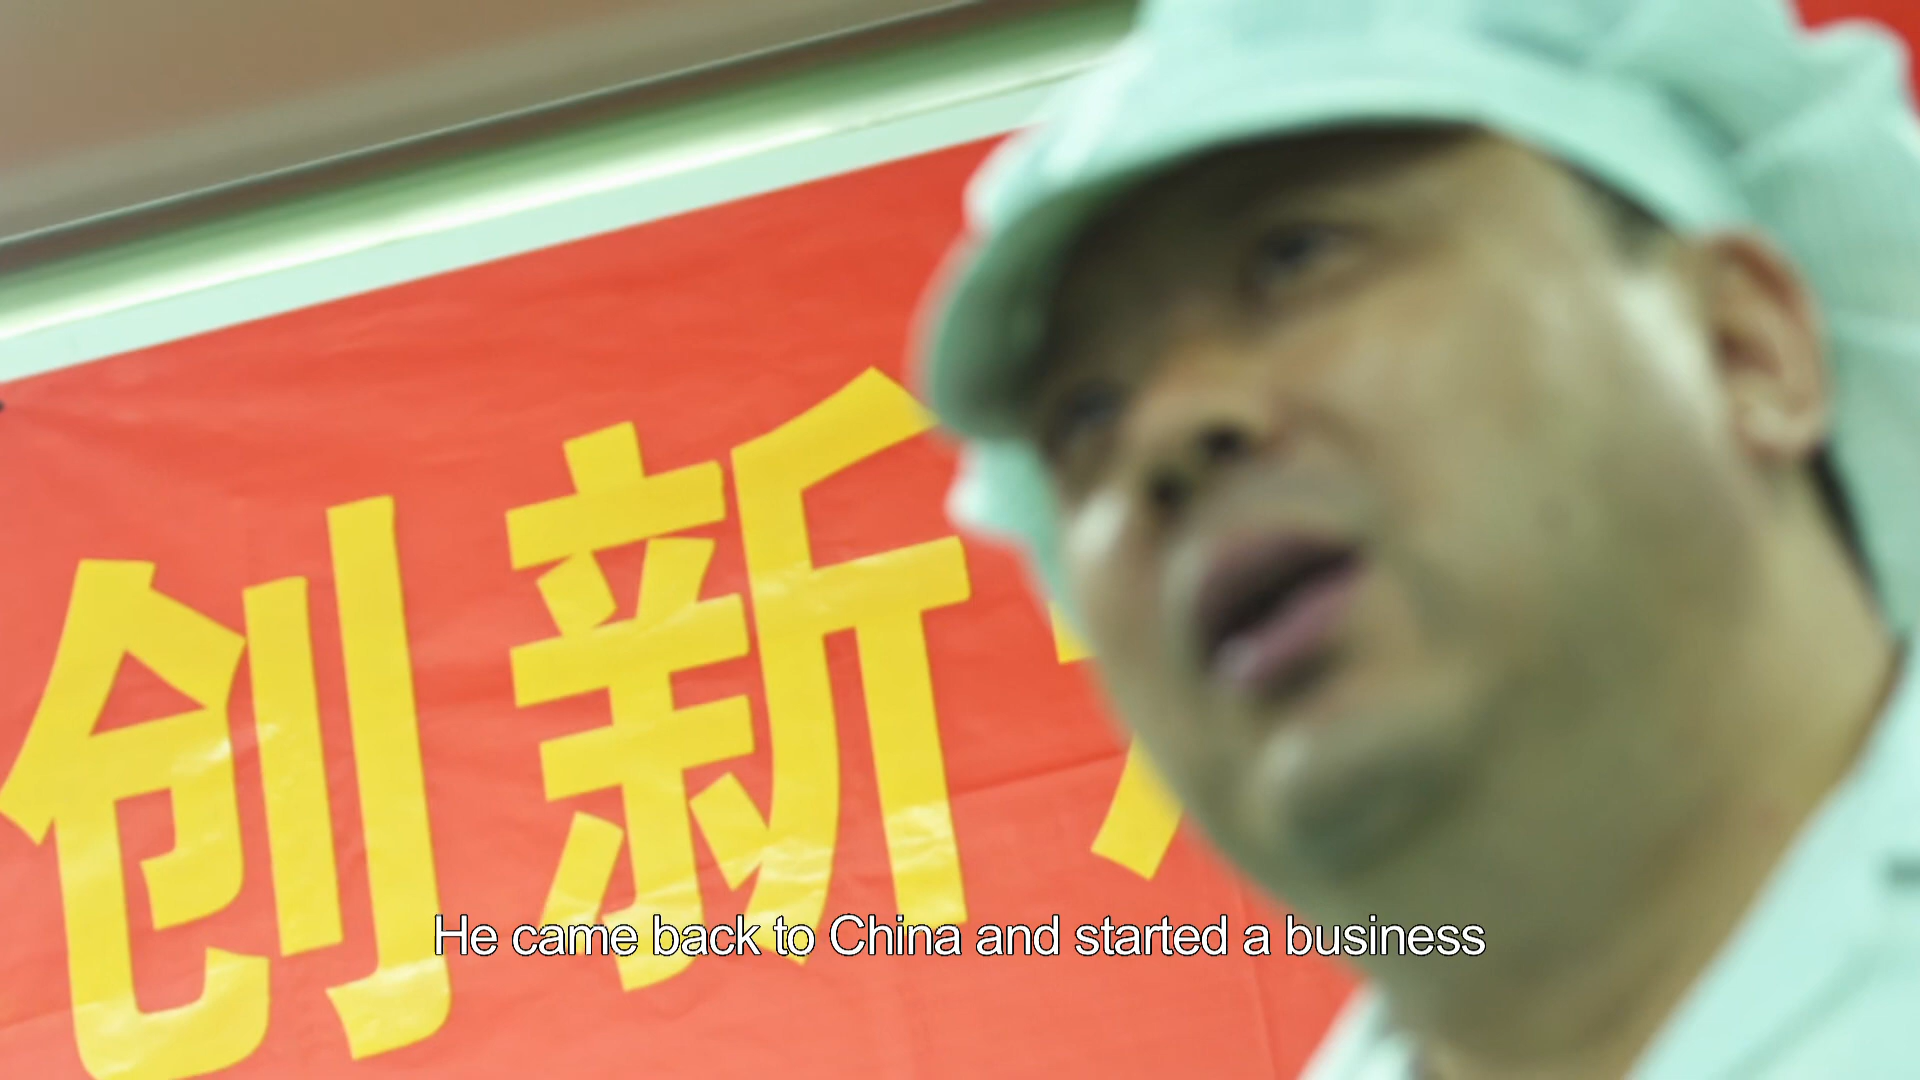 创新
He came back to China and started a business